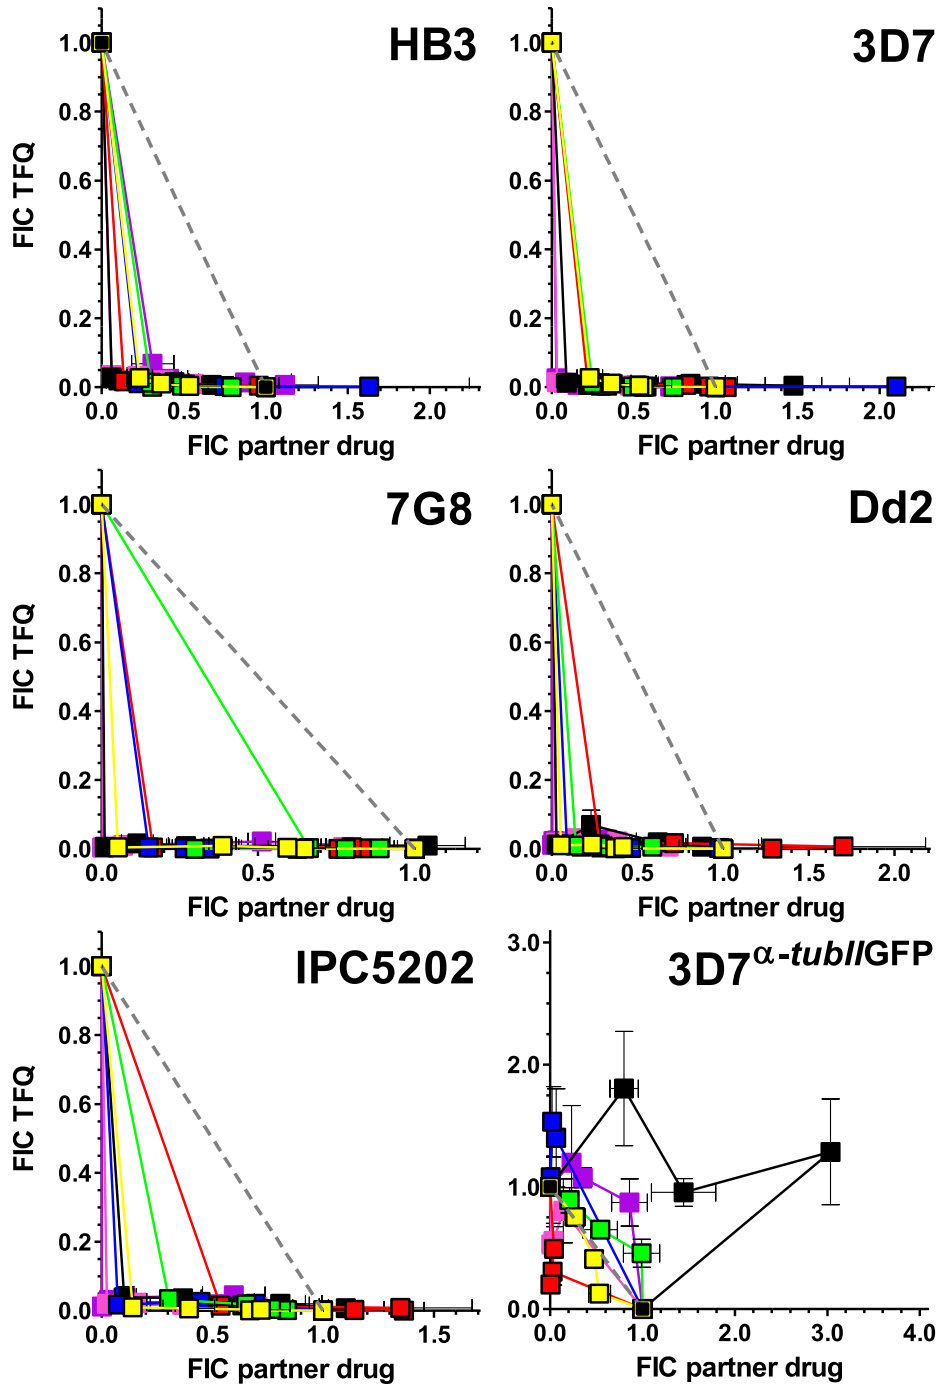 HB3
1.0
0.8
0.6
0.4
0.2
0.0
FIC TFQ
0.0 0.5 1.0 1.5 2.0
FIC partner drug
3D7
1.0
0.8
0.6
0.4
0.2
0.0
0.0 0.5 1.0 1.5 2.0
FIC partner drug
7G8
1.0
0.8
0.6
0.4
0.2
0.0
FIC TFQ
0.0 0.5 1.0
FIC partner drug
Dd2
1.0
0.8
0.6
0.4
0.2
0.0
0.0 0.5 1.0 1.5 2.0
FIC partner drug
IPC5202
1.0
0.8
0.6
0.4
0.2
0.0
FIC TFQ
0.0 0.5 1.0 1.5
FIC partner drug
3D7α-tubIIGFP
3.0
2.0
1.0
0.0
0.0 1.0 2.0 3.0 4.0
FIC partner drug